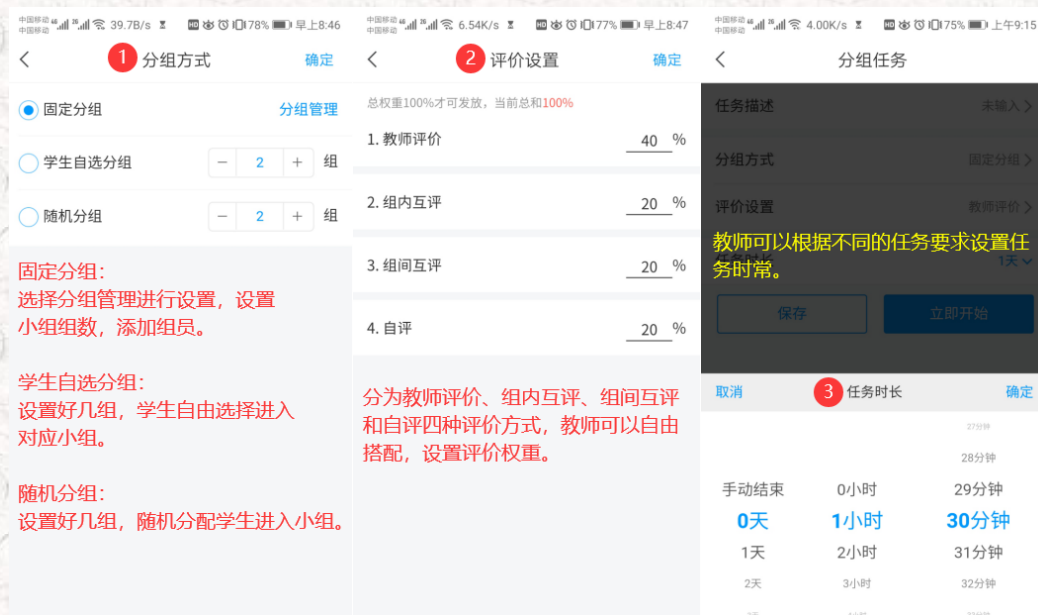 中国移动 中国移动 39.7B/s HD 78% 早上8:46
1 分组方式 确定
固定分组 分组管理
学生自选分组 − 2 + 组
随机分组 − 2 + 组
固定分组：
选择分组管理进行设置，设置
小组组数，添加组员。
学生自选分组：
设置好几组，学生自由选择进入
对应小组。
随机分组：
设置好几组，随机分配学生进入小组。
中国移动 中国移动 6.54K/s HD 77% 早上8:47
2 评价设置 确定
总权重100%才可发放，当前总和100%
1. 教师评价 40 %
2. 组内互评 20 %
3. 组间互评 20 %
4. 自评 20 %
分为教师评价、组内互评、组间互评
和自评四种评价方式，教师可以自由
搭配，设置评价权重。
中国移动 中国移动 4.00K/s HD 75% 上午9:15
分组任务
任务描述 未输入
分组方式 固定分组
评价设置 教师评价
教师可以根据不同的任务要求设置任
务时常。
任务时长 1天
保存 立即开始
取消 3 任务时长 确定
27分钟
28分钟
手动结束 0小时 29分钟
0天 1小时 30分钟
1天 2小时 31分钟
2天 3小时 32分钟